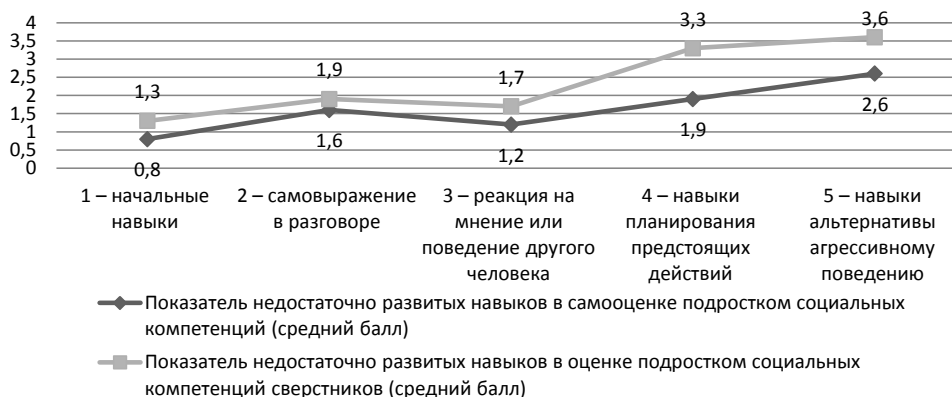 4
3,5
3
2,5
2
1,5
1
0,5
0
1,3
1,9
1,7
3,3
3,6
0,8
1,6
1,2
1,9
2,6
1 – начальные
навыки
2 – самовыражение
в разговоре
3 – реакция на
мнение или
поведение другого
человека
4 – навыки
планирования
предстоящих
действий
5 – навыки
альтернативы
агрессивному
поведению
Показатель недостаточно развитых навыков в самооценке подростком социальных
компетенций (средний балл)
Показатель недостаточно развитых навыков в оценке подростком социальных
компетенций сверстников (средний балл)